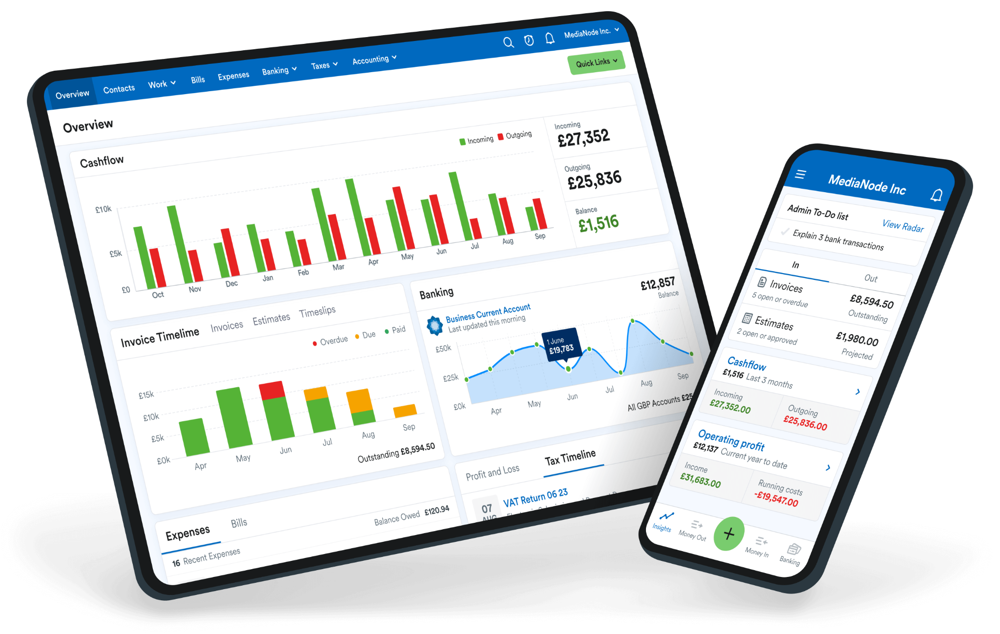 Overview
Contacts
Work
Bills
Expenses
Banking
Taxes
Accounting
MediaNode Inc.
Overview
Quick Links
Cashflow
Incoming
Outgoing
£10k
£5k
£0
Oct
Nov
Dec
Jan
Feb
Mar
Apr
May
Jun
Jul
Aug
Sep
Incoming
£27,352
Outgoing
£25,836
Balance
£1,516
Invoice Timelime
Invoices
Estimates
Timeslips
Overdue
Due
Paid
£15k
£10k
£5k
£0k
Apr
May
Jun
Jul
Aug
Sep
Outstanding £8,594.50
Banking
£12,857
Balance
Business Current Account
Last updated this morning
£50k
£25k
£0k
1 June
£19,783
Apr
May
Jun
Jul
Aug
Sep
All GBP Accounts
Expenses
Bills
Balance Owed £120.94
16 Recent Expenses
Profit and Loss
Tax Timeline
07
AUG
VAT Return 06 23
MediaNode Inc
Admin To-Do list
View Radar
Explain 3 bank transactions
In
Out
Invoices
£8,594.50
5 open or overdue
Outstanding
Estimates
£1,980.00
2 open or approved
Projected
Cashflow
£1,516 Last 3 months
Incoming
£27,352.00
Outgoing
£25,836.00
Operating profit
£12,137 Current year to date
Income
£31,683.00
Running costs
-£19,547.00
Insights
Money Out
+
Money In
Banking